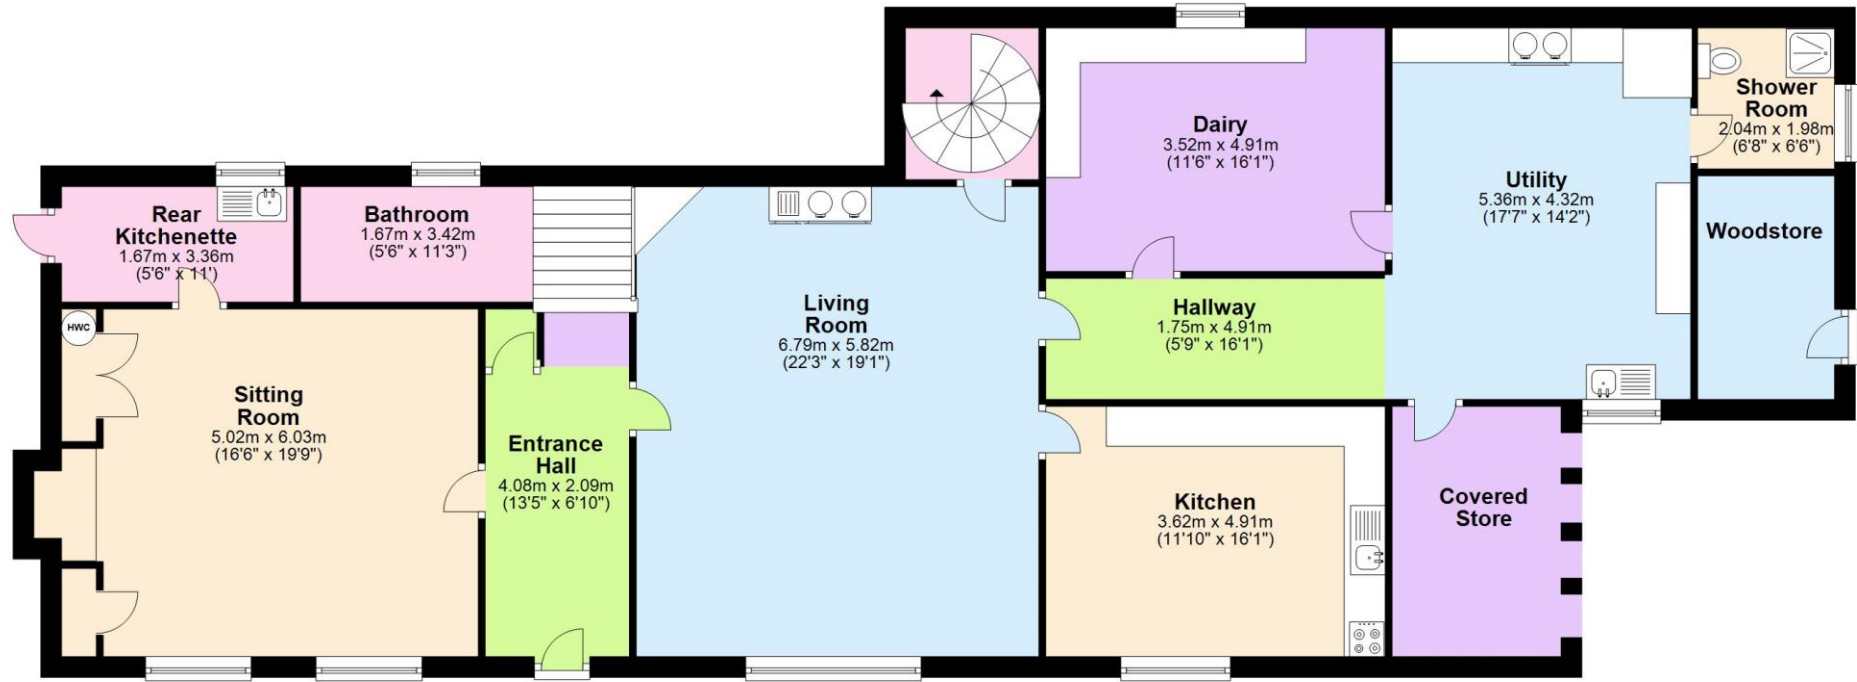 Rear
Kitchenette
1.67m x 3.36m
(5'6" x 11')
Bathroom
1.67m x 3.42m
(5'6" x 11'3")
Living
Room
6.79m x 5.82m
(22'3" x 19'1")
Dairy
3.52m x 4.91m
(11'6" x 16'1")
Utility
5.36m x 4.32m
(17'7" x 14'2")
Shower
Room
2.04m x 1.98m
(6'8" x 6'6")
Woodstore
Hallway
1.75m x 4.91m
(5'9" x 16'1")
HWC
Sitting
Room
5.02m x 6.03m
(16'6" x 19'9")
Entrance
Hall
4.08m x 2.09m
(13'5" x 6'10")
Kitchen
3.62m x 4.91m
(11'10" x 16'1")
Covered
Store